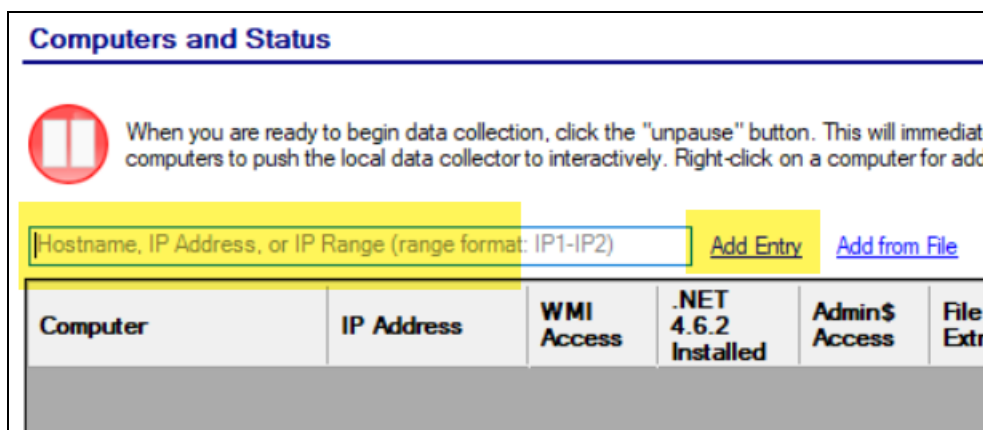 Computers and Status
When you are ready to begin data collection, click the "unpause" button. This will
computers to push the local data collector to interactively. Right-click on a computer for
Hostname, IP Address, or IP Range (range format: IP1-IP2) Add Entry Add from File
Computer IP Address WMI Access .NET 4.6.2 Installed Admin$ Access File